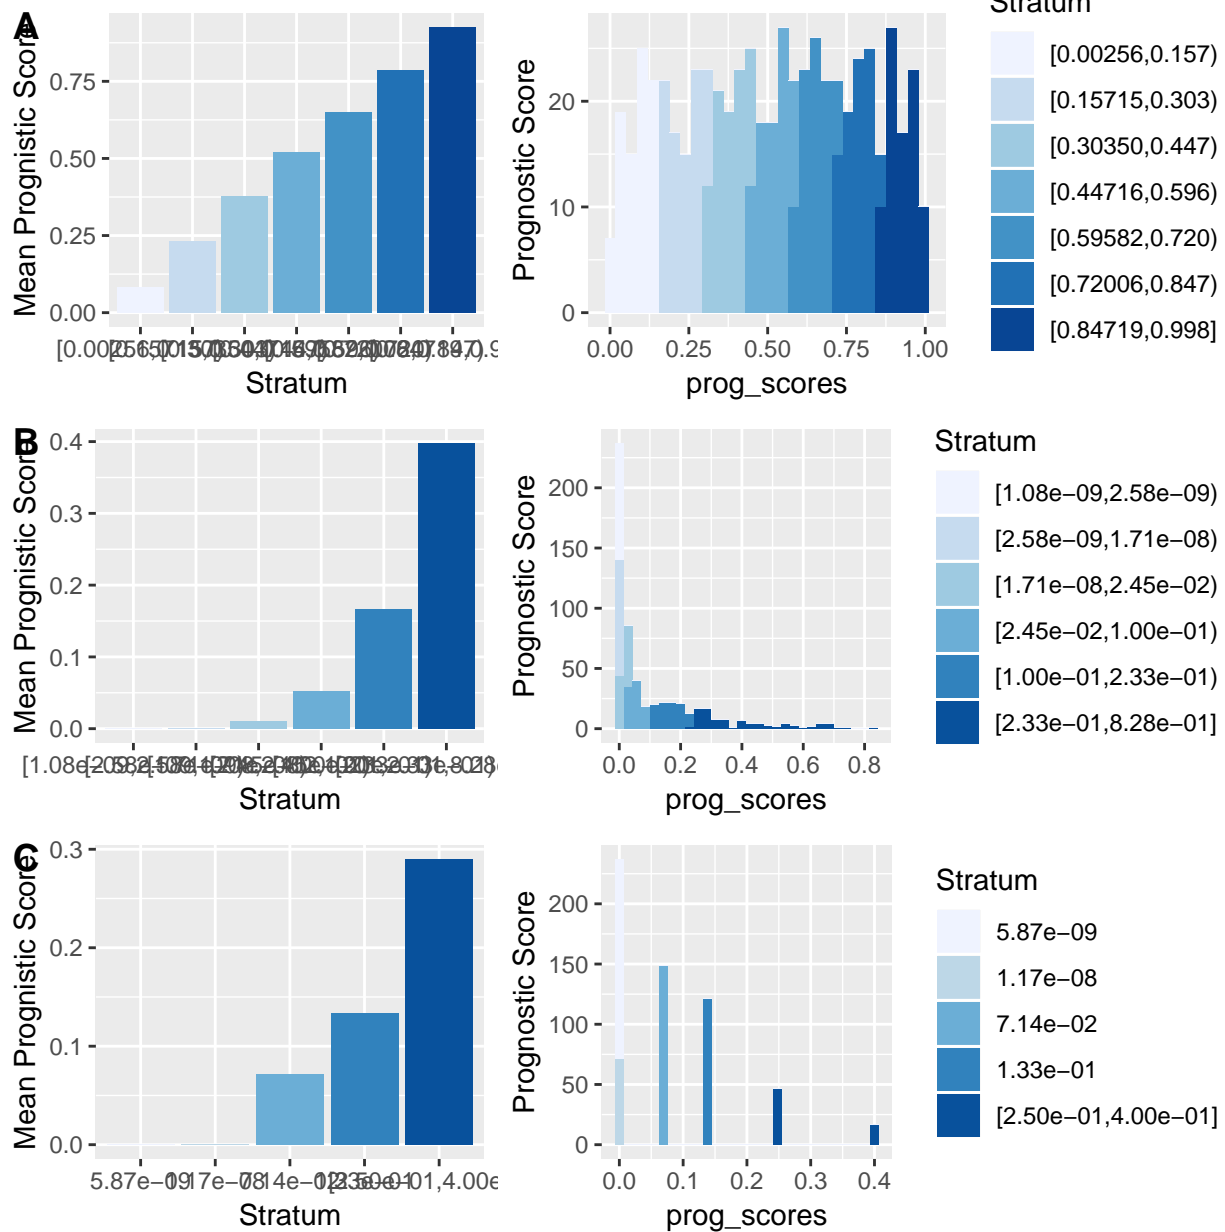 A
Mean Prognistic Score
0.75
0.50
0.25
0.00
Stratum
Prognostic Score
20
10
0
0.00 0.25 0.50 0.75 1.00
prog_scores
Stratum
[0.00256,0.157)
[0.15715,0.303)
[0.30350,0.447)
[0.44716,0.596)
[0.59582,0.720)
[0.72006,0.847)
[0.84719,0.998]
B
Mean Prognistic Score
0.4
0.3
0.2
0.1
0.0
Stratum
Prognostic Score
200
150
100
50
0
0.0 0.2 0.4 0.6 0.8
prog_scores
Stratum
[1.08e−09,2.58e−09)
[2.58e−09,1.71e−08)
[1.71e−08,2.45e−02)
[2.45e−02,1.00e−01)
[1.00e−01,2.33e−01)
[2.33e−01,8.28e−01]
C
Mean Prognistic Score
0.3
0.2
0.1
0.0
Stratum
Prognostic Score
200
150
100
50
0
0.0 0.1 0.2 0.3 0.4
prog_scores
Stratum
5.87e−09
1.17e−08
7.14e−02
1.33e−01
[2.50e−01,4.00e−01]